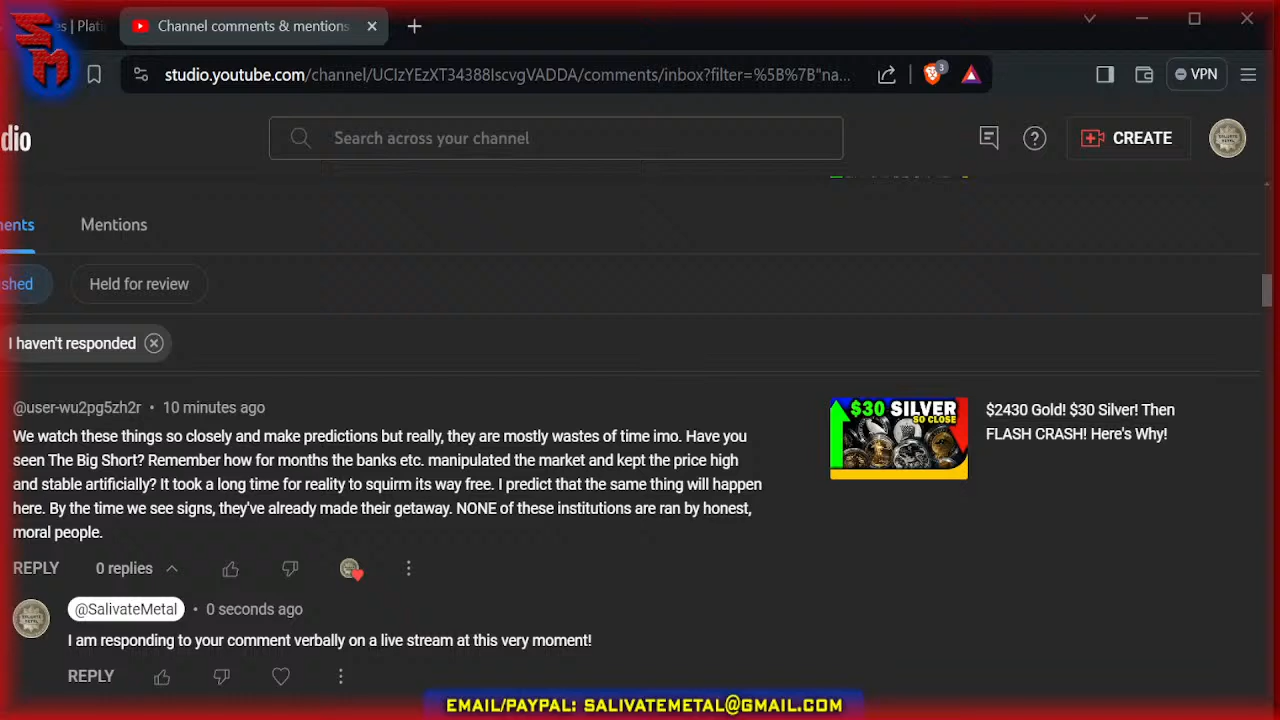 SM
es | Plati
Channel comments & mentions
studio.youtube.com/channel/UCIzYEzXT34388IscvgVADDA/comments/inbox?filter=%5B%7B"na...
3
VPN
dio
Search across your channel
CREATE
ents
Mentions
shed
Held for review
I haven't responded
@user-wu2pg5zh2r • 10 minutes ago
We watch these things so closely and make predictions but really, they are mostly wastes of time imo. Have you
seen The Big Short? Remember how for months the banks etc. manipulated the market and kept the price high
and stable artificially? It took a long time for reality to squirm its way free. I predict that the same thing will happen
here. By the time we see signs, they've already made their getaway. NONE of these institutions are ran by honest,
moral people.
$30 SILVER
SO CLOSE
$2430 Gold! $30 Silver! Then
FLASH CRASH! Here's Why!
REPLY
0 replies
@SalivateMetal • 0 seconds ago
I am responding to your comment verbally on a live stream at this very moment!
REPLY
EMAIL/PAYPAL: SALIVATEMETAL@GMAIL.COM